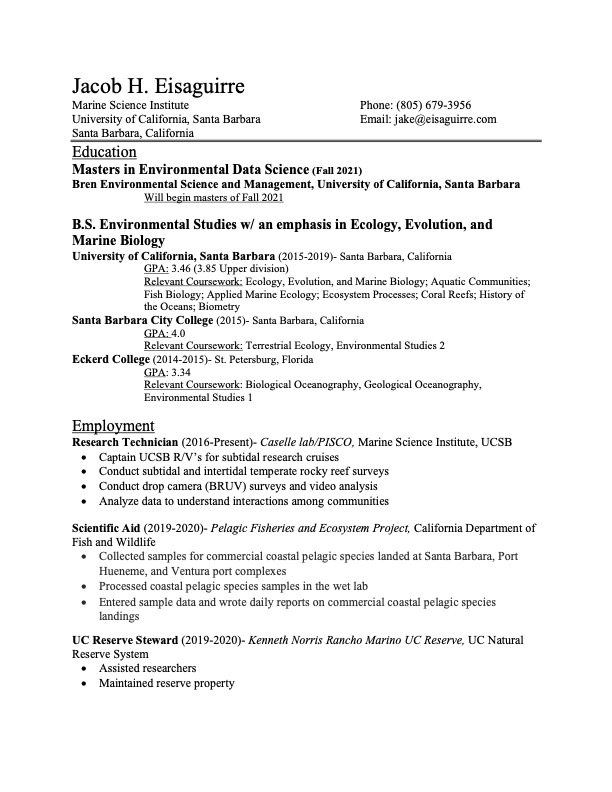 Jacob H. Eisaguirre
Marine Science Institute Phone: (805) 679-3956
University of California, Santa Barbara Email: jake@eisaguirre.com
Santa Barbara, California
Education
Masters in Environmental Data Science (Fall 2021)
Bren Environmental Science and Management, University of California, Santa Barbara
Will begin masters of Fall 2021
B.S. Environmental Studies w/ an emphasis in Ecology, Evolution, and
Marine Biology
University of California, Santa Barbara (2015-2019)- Santa Barbara, California
GPA: 3.46 (3.85 Upper division)
Relevant Coursework: Ecology, Evolution, and Marine Biology; Aquatic Communities;
Fish Biology; Applied Marine Ecology; Ecosystem Processes; Coral Reefs; History of
the Oceans; Biometry
Santa Barbara City College (2015)- Santa Barbara, California
GPA: 4.0
Relevant Coursework: Terrestrial Ecology, Environmental Studies 2
Eckerd College (2014-2015)- St. Petersburg, Florida
GPA: 3.34
Relevant Coursework: Biological Oceanography, Geological Oceanography,
Environmental Studies 1
Employment
Research Technician (2016-Present)- Caselle lab/PISCO, Marine Science Institute, UCSB
• Captain UCSB R/V's for subtidal research cruises
• Conduct subtidal and intertidal temperate rocky reef surveys
• Conduct drop camera (BRUV) surveys and video analysis
• Analyze data to understand interactions among communities
Scientific Aid (2019-2020)- Pelagic Fisheries and Ecosystem Project, California Department of
Fish and Wildlife
• Collected samples for commercial coastal pelagic species landed at Santa Barbara, Port
Hueneme, and Ventura port complexes
• Processed coastal pelagic species samples in the wet lab
• Entered sample data and wrote daily reports on commercial coastal pelagic species
landings
UC Reserve Steward (2019-2020)- Kenneth Norris Rancho Marino UC Reserve, UC Natural
Reserve System
• Assisted researchers
• Maintained reserve property